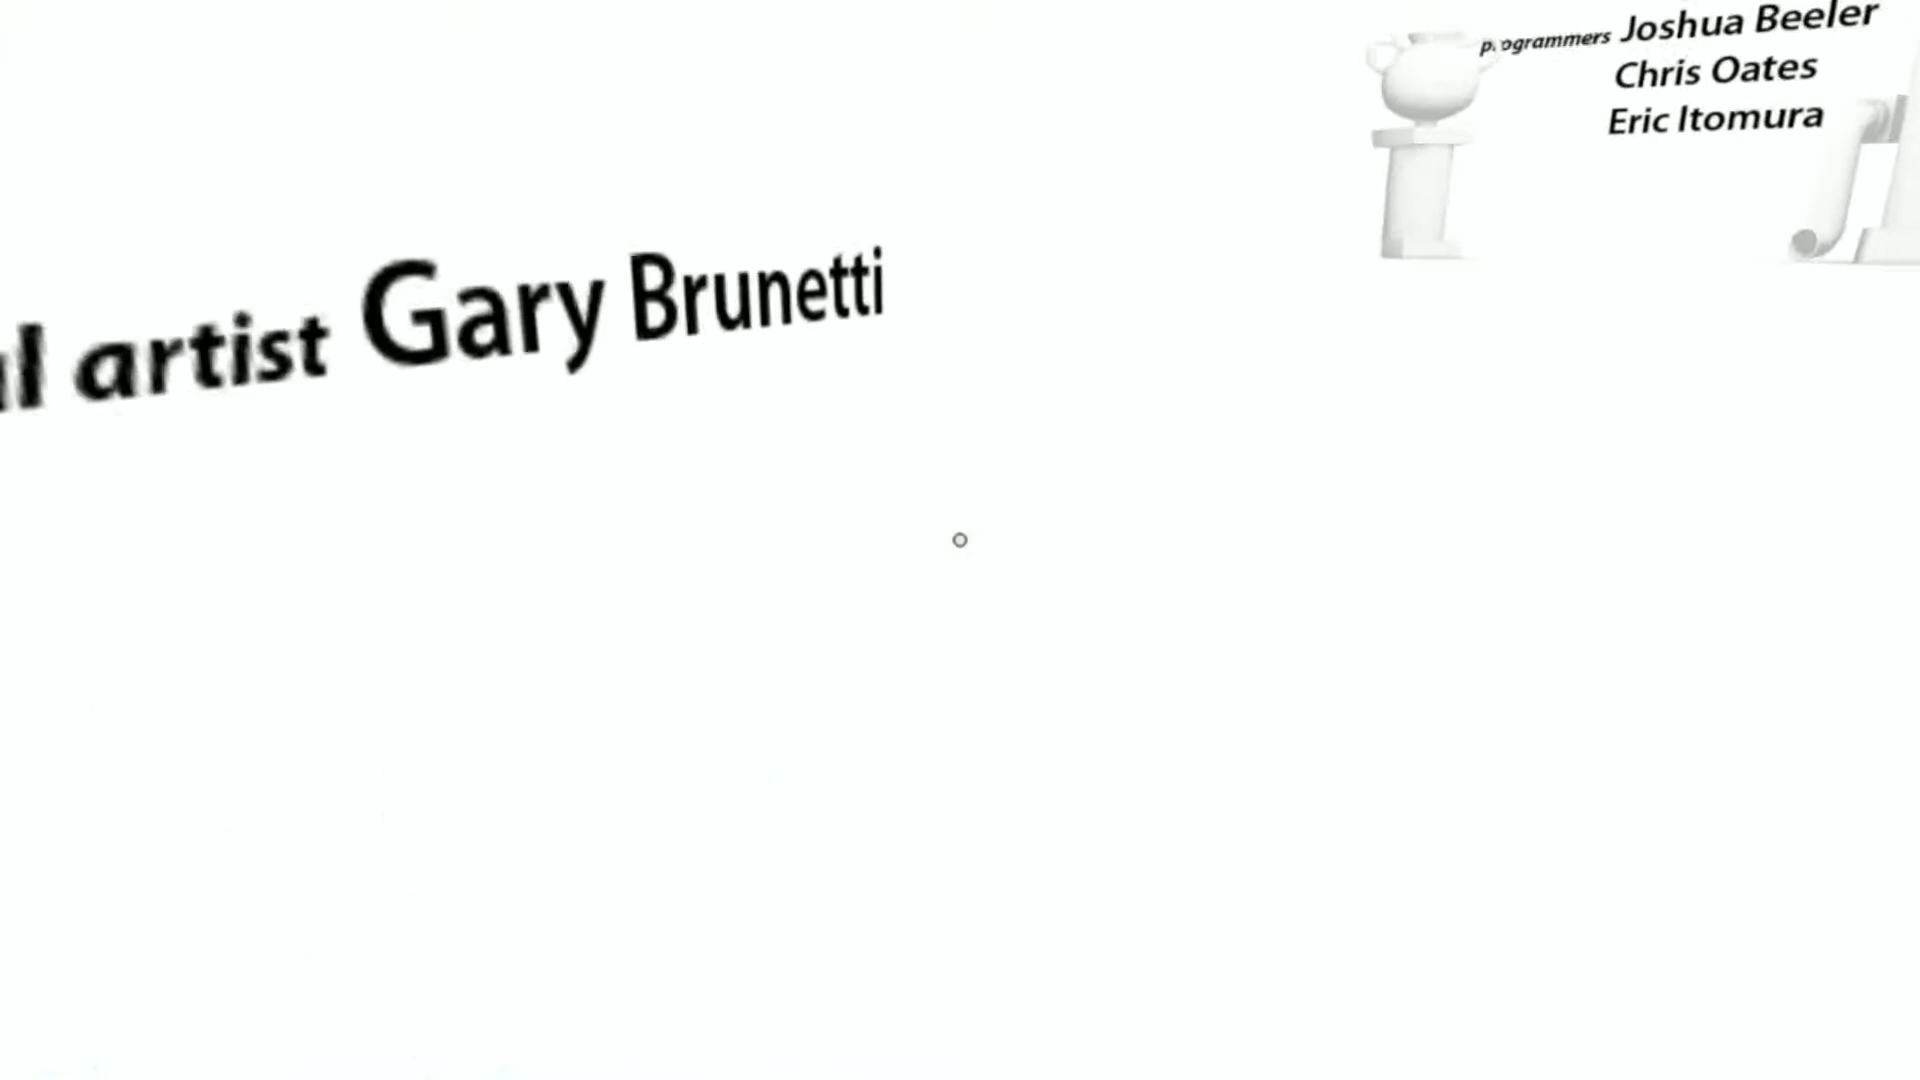 programmers Joshua Beeler
Chris Oates
Eric Itomura
artist Gary Brunetti